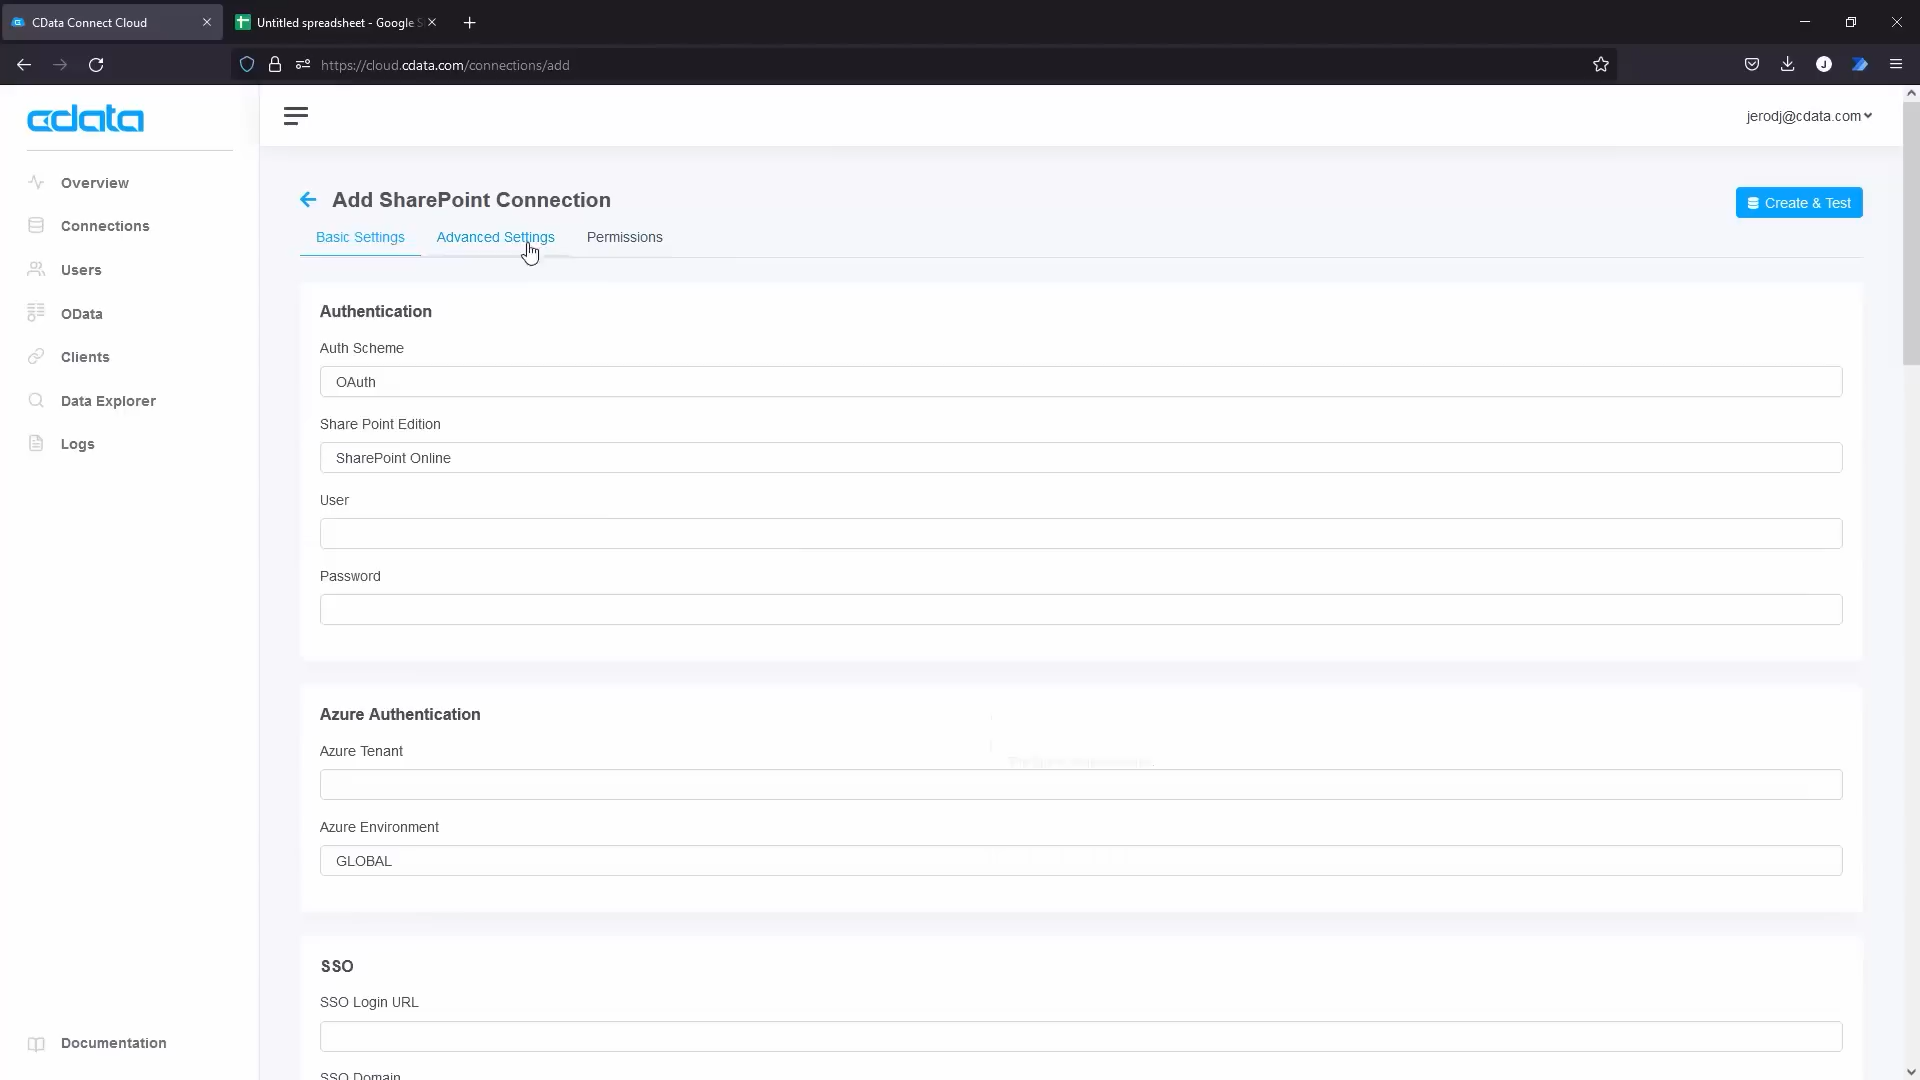 CData Connect Cloud
Untitled spreadsheet - Google S
https://cloud.cdata.com/connections/add
J
cdata
jerodj@cdata.com
Overview
Connections
Users
OData
Clients
Data Explorer
Logs
Documentation
Add SharePoint Connection
Create & Test
Basic Settings
Advanced Settings
Permissions
Authentication
Auth Scheme
OAuth
Share Point Edition
SharePoint Online
User
Password
Azure Authentication
Azure Tenant
Azure Environment
GLOBAL
SSO
SSO Login URL
SSO Domain